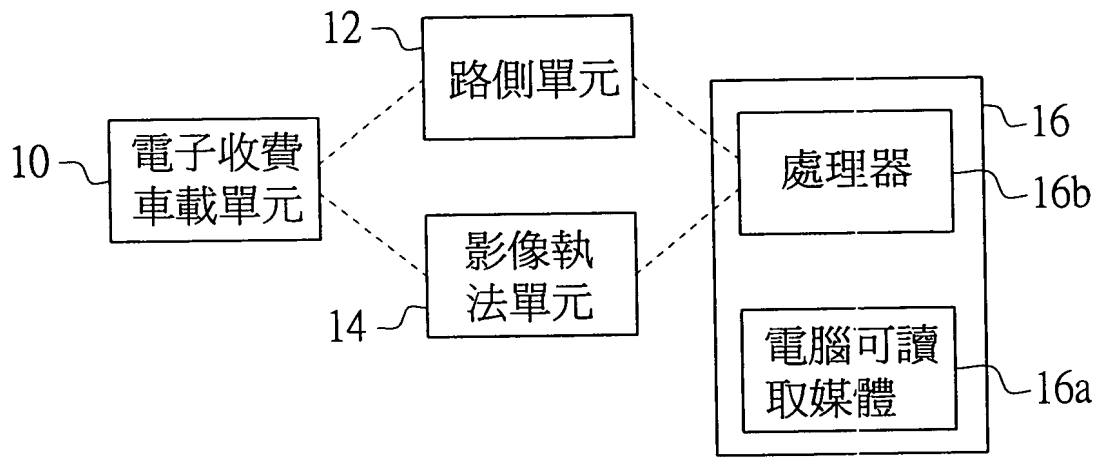 12
路側單元
16
10
電子收費
車載單元
處理器
16b
影像執
法單元
14
電腦可讀
取媒體
16a